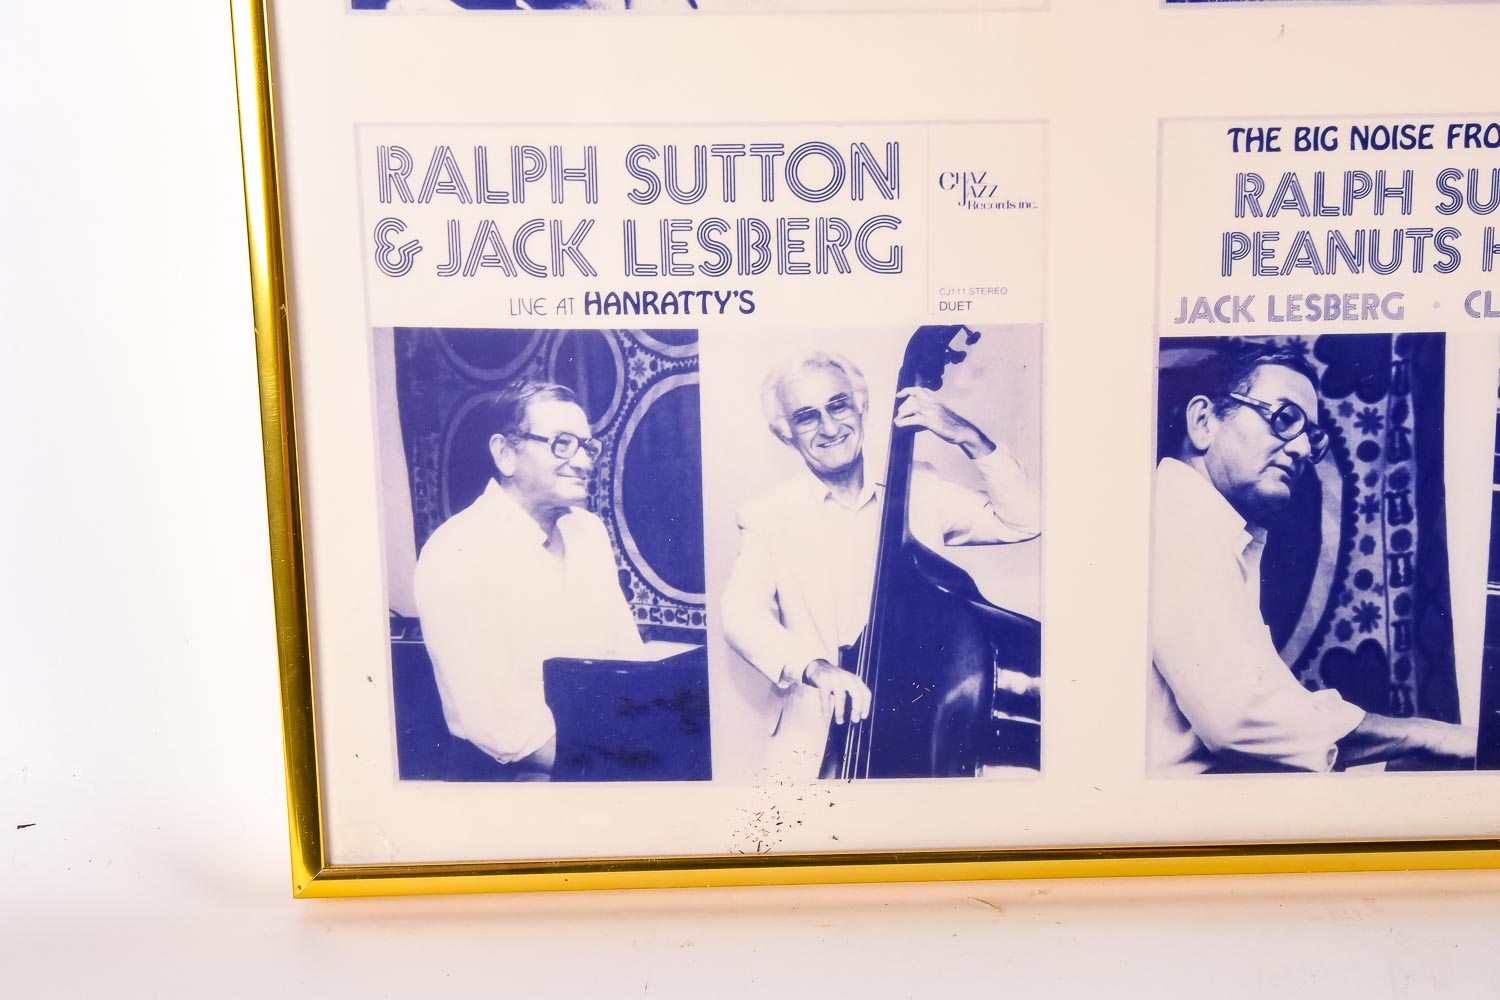 RALPH SUTTON
& JACK LESBERG
LIVE AT HANRATTY'S
CHAZ
JAZZ
Records inc.
CJ111 STEREO
DUET
THE BIG NOISE FRO
RALPH SU
PEANUTS H
JACK LESBERG · CL